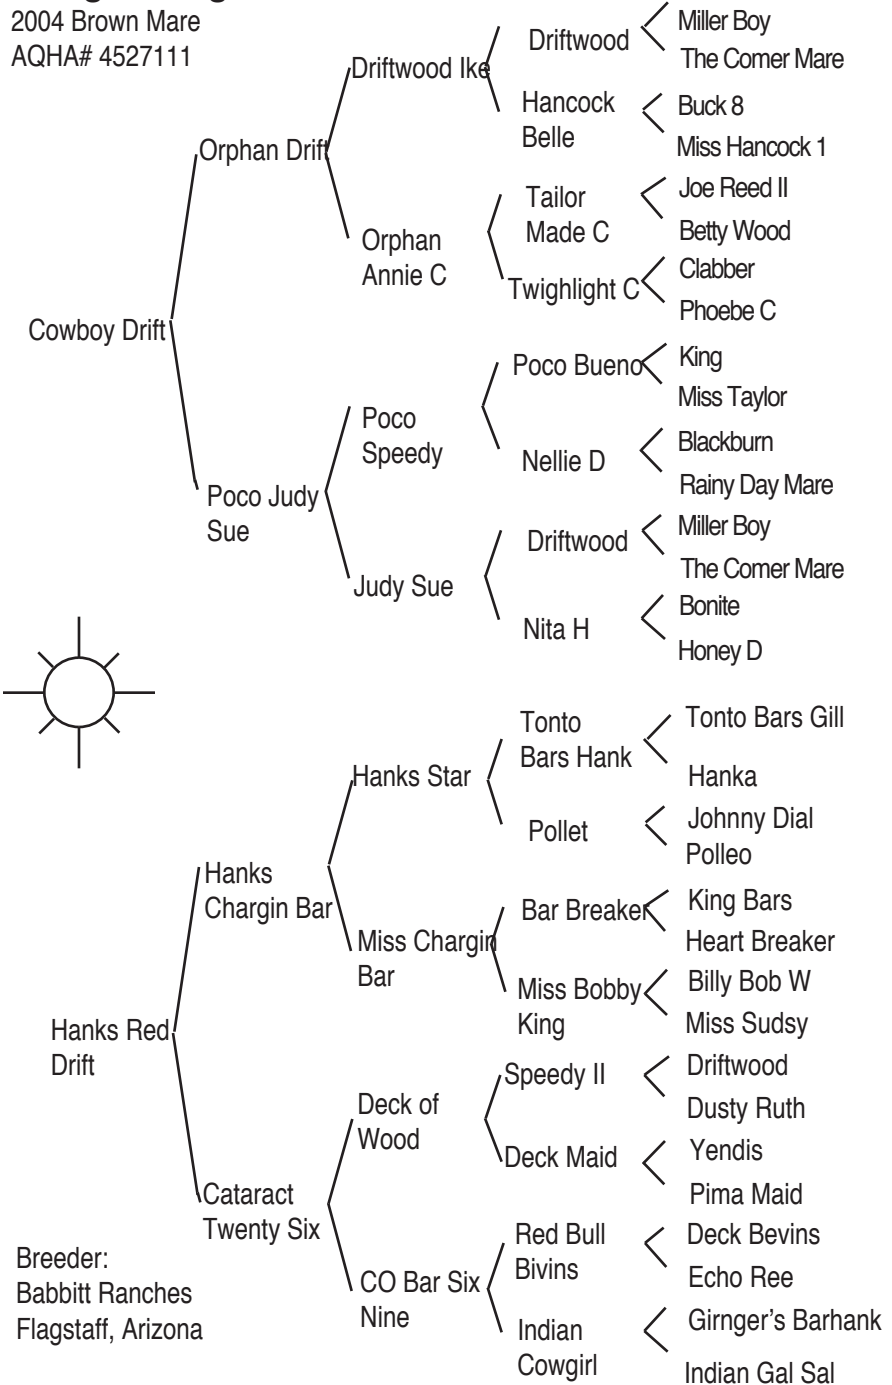 2004 Brown Mare
AQHA# 4527111
Driftwood Ike
Driftwood
Miller Boy
The Comer Mare
Hancock
Belle
Buck 8
Miss Hancock 1
Orphan Drift
Orphan
Annie C
Tailor
Made C
Joe Reed II
Betty Wood
Twighlight C
Clabber
Phoebe C
Cowboy Drift
Poco
Speedy
Poco Bueno
King
Miss Taylor
Nellie D
Blackburn
Rainy Day Mare
Poco Judy
Sue
Judy Sue
Driftwood
Miller Boy
The Comer Mare
Nita H
Bonite
Honey D
Hanks Star
Tonto
Bars Hank
Tonto Bars Gill
Hanka
Pollet
Johnny Dial
Polleo
Hanks
Chargin Bar
Miss Chargin
Bar
Bar Breaker
King Bars
Heart Breaker
Miss Bobby
King
Billy Bob W
Miss Sudsy
Hanks Red
Drift
Deck of
Wood
Speedy II
Driftwood
Dusty Ruth
Deck Maid
Yendis
Pima Maid
Cataract
Twenty Six
CO Bar Six
Nine
Red Bull
Bivins
Deck Bevins
Echo Ree
Indian
Cowgirl
Girnger's Barhank
Indian Gal Sal
Breeder:
Babbitt Ranches
Flagstaff, Arizona